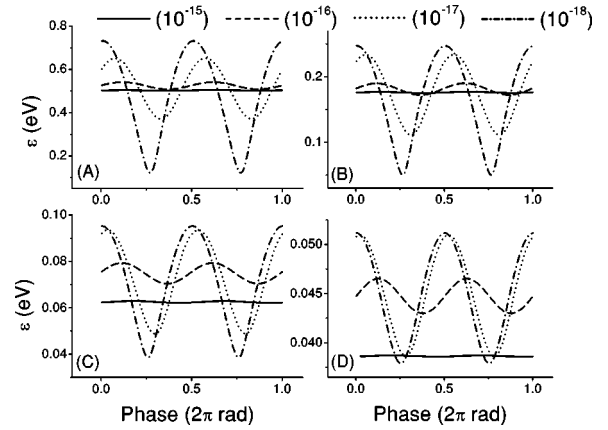 (10⁻¹⁵) (10⁻¹⁶) (10⁻¹⁷) (10⁻¹⁸)
0.8
0.6
0.4
0.2
ε (eV)
(A)
0.0 0.5 1.0
0.2
0.1
ε (eV)
(B)
0.0 0.5 1.0
0.10
0.08
0.06
0.04
ε (eV)
(C)
0.0 0.5 1.0
Phase (2π rad)
0.050
0.045
0.040
(D)
0.0 0.5 1.0
Phase (2π rad)